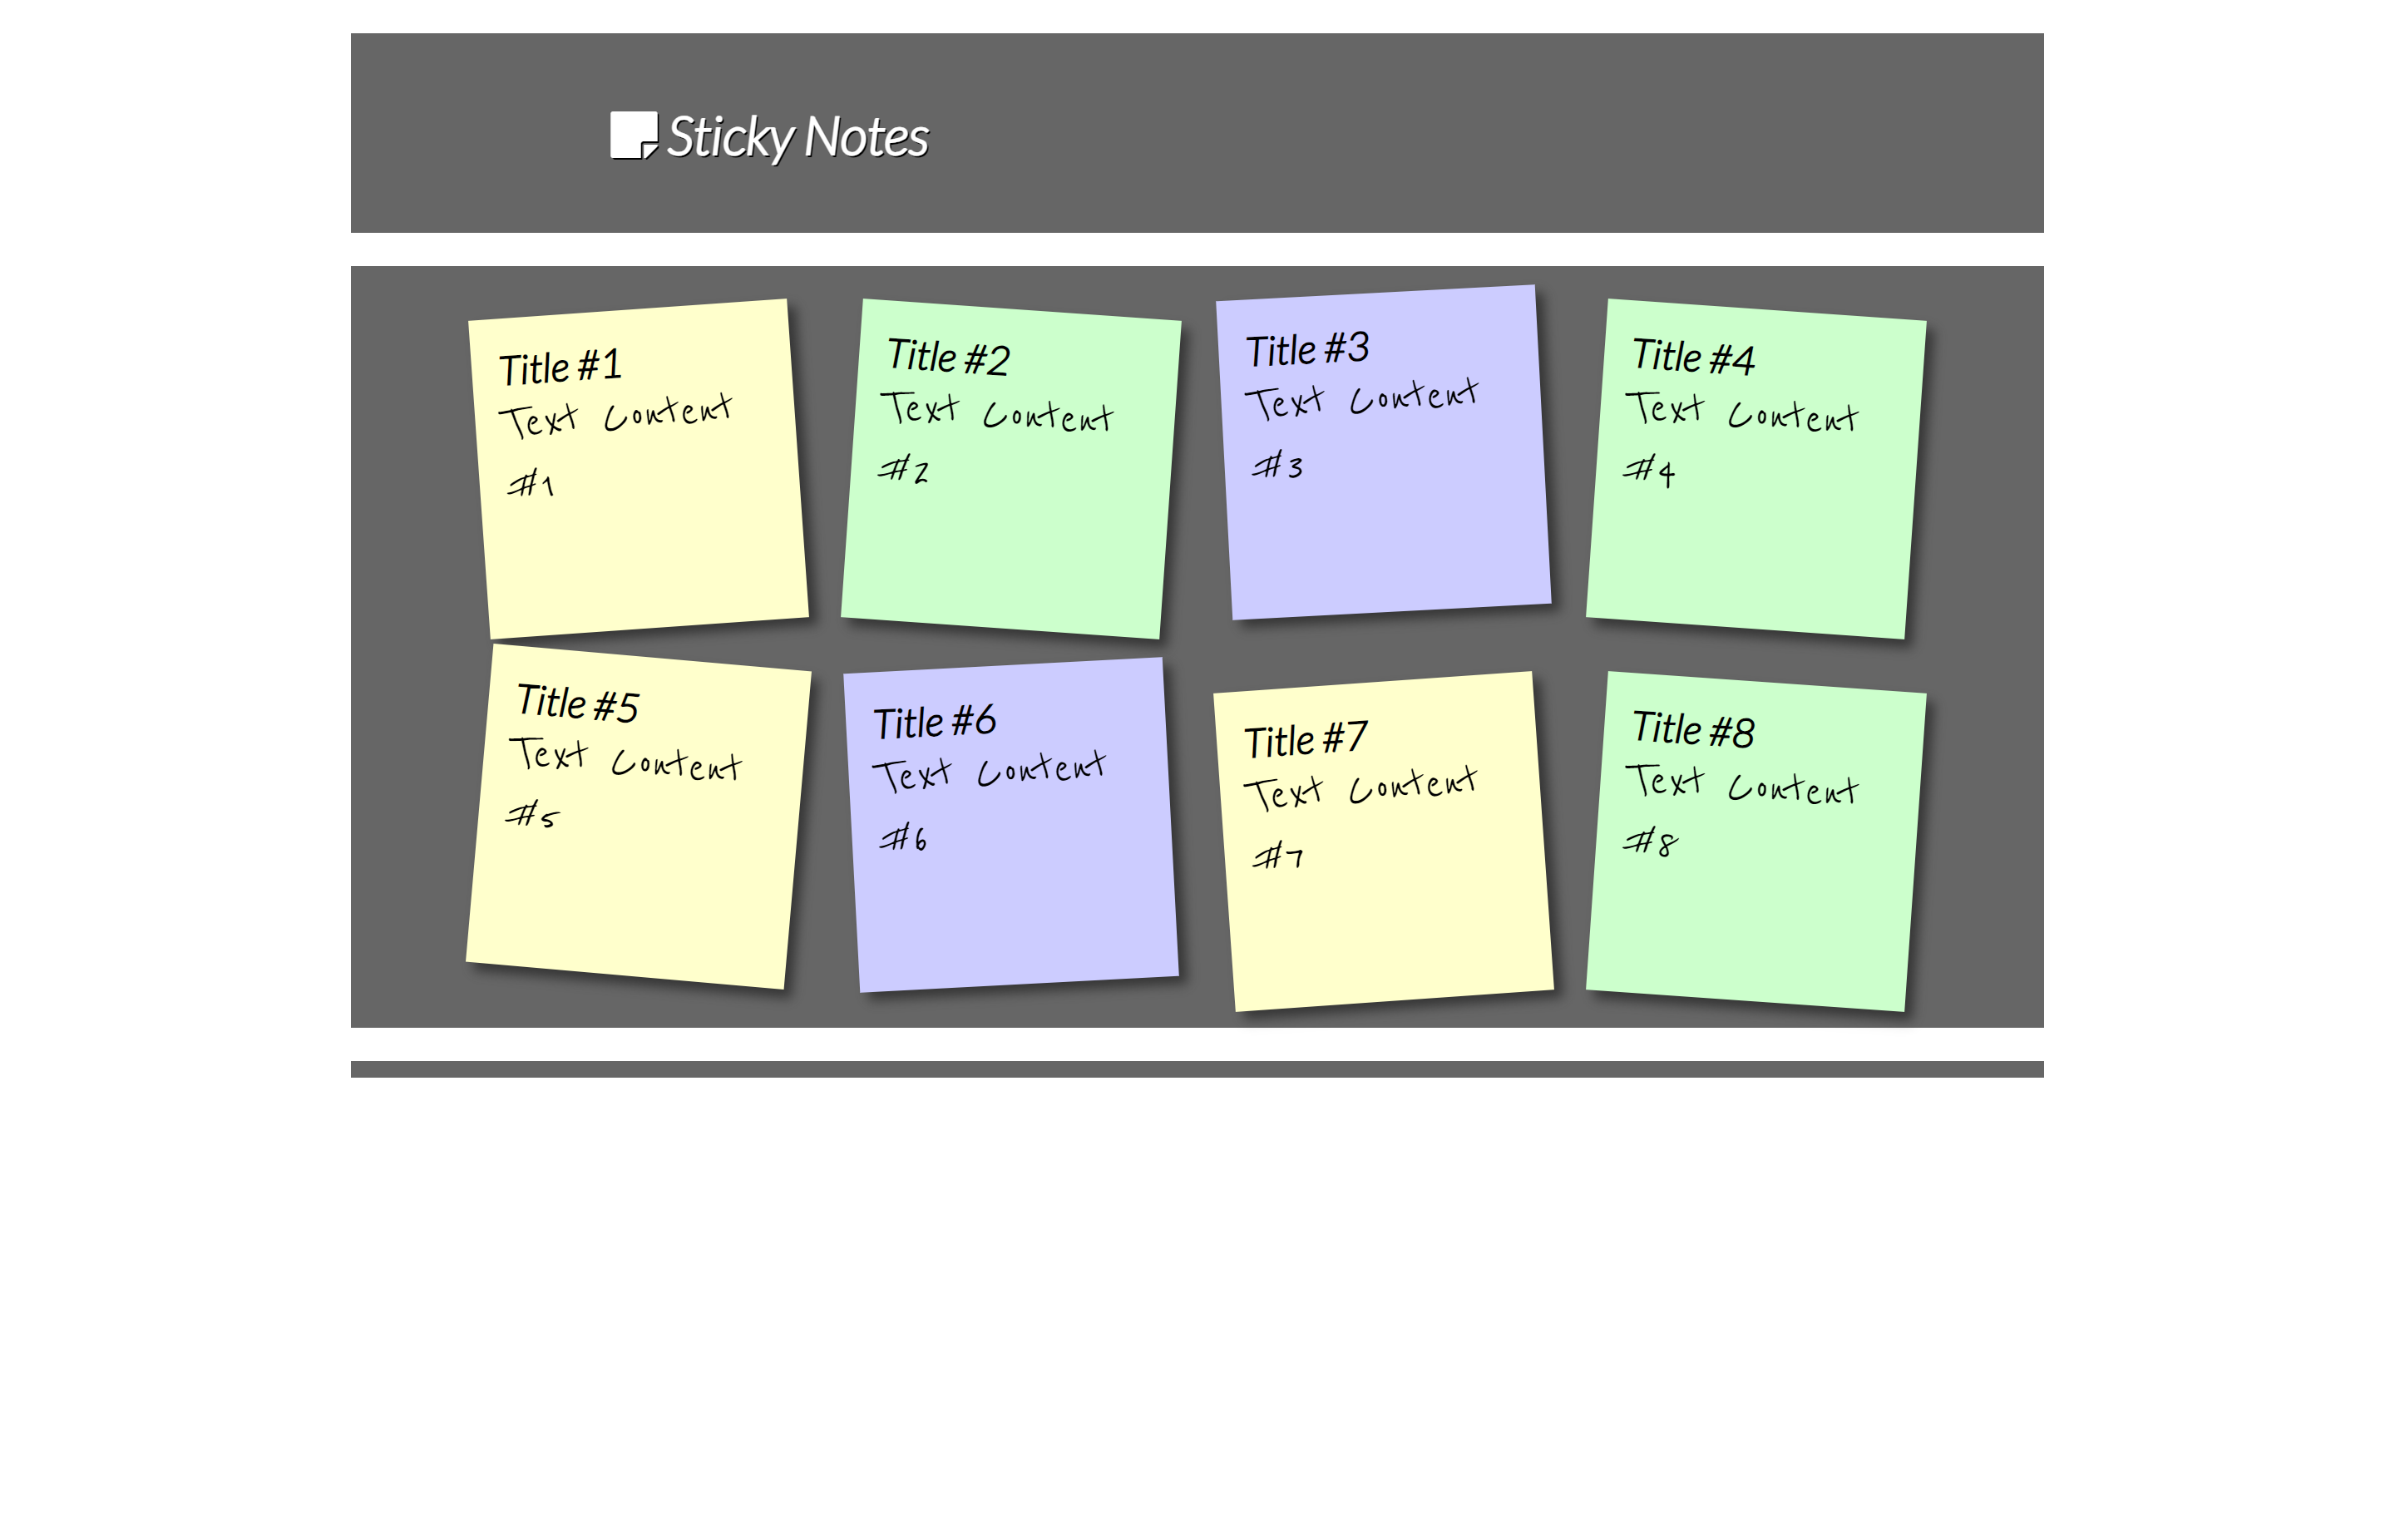 Sticky Notes
Title #1
Text Content
#1
Title #2
Text Content
#2
Title #3
Text Content
#3
Title #4
Text Content
#4
Title #5
Text Content
#5
Title #6
Text Content
#6
Title #7
Text Content
#7
Title #8
Text Content
#8